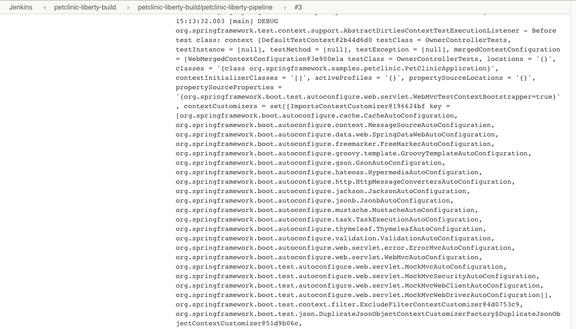 Jenkins › petclinic-liberty-build › petclinic-liberty-build/petclinic-liberty-pipeline › #3
15:13:32.003 [main] DEBUG
org.springframework.test.context.support.AbstractDirtiesContextTestExecutionListener - Before
test class: context [DefaultTestContext@2b44d6d0 testClass = OwnerControllerTests,
testInstance = [null], testMethod = [null], testException = [null], mergedContextConfiguration
= [WebMergedContextConfiguration@3e900e1a testClass = OwnerControllerTests, locations = '{}',
classes = '{class org.springframework.samples.petclinic.PetClinicApplication}',
contextInitializerClasses = '[]', activeProfiles = '{}', propertySourceLocations = '{}',
propertySourceProperties =
'{org.springframework.boot.test.autoconfigure.web.servlet.WebMvcTestContextBootstrapper=true}'
, contextCustomizers = set[[ImportsContextCustomizer@196624bf key =
[org.springframework.boot.autoconfigure.cache.CacheAutoConfiguration,
org.springframework.boot.autoconfigure.context.MessageSourceAutoConfiguration,
org.springframework.boot.autoconfigure.data.web.SpringDataWebAutoConfiguration,
org.springframework.boot.autoconfigure.freemarker.FreeMarkerAutoConfiguration,
org.springframework.boot.autoconfigure.groovy.template.GroovyTemplateAutoConfiguration,
org.springframework.boot.autoconfigure.gson.GsonAutoConfiguration,
org.springframework.boot.autoconfigure.hateoas.HypermediaAutoConfiguration,
org.springframework.boot.autoconfigure.http.HttpMessageConvertersAutoConfiguration,
org.springframework.boot.autoconfigure.jackson.JacksonAutoConfiguration,
org.springframework.boot.autoconfigure.jsonb.JsonbAutoConfiguration,
org.springframework.boot.autoconfigure.mustache.MustacheAutoConfiguration,
org.springframework.boot.autoconfigure.task.TaskExecutionAutoConfiguration,
org.springframework.boot.autoconfigure.thymeleaf.ThymeleafAutoConfiguration,
org.springframework.boot.autoconfigure.validation.ValidationAutoConfiguration,
org.springframework.boot.autoconfigure.web.servlet.error.ErrorMvcAutoConfiguration,
org.springframework.boot.autoconfigure.web.servlet.WebMvcAutoConfiguration,
org.springframework.boot.test.autoconfigure.web.servlet.MockMvcAutoConfiguration,
org.springframework.boot.test.autoconfigure.web.servlet.MockMvcSecurityAutoConfiguration,
org.springframework.boot.test.autoconfigure.web.servlet.MockMvcWebClientAutoConfiguration,
org.springframework.boot.test.autoconfigure.web.servlet.MockMvcWebDriverAutoConfiguration]],
org.springframework.boot.test.context.filter.ExcludeFilterContextCustomizer@4d0753c9,
org.springframework.boot.test.json.DuplicateJsonObjectContextCustomizerFactory$DuplicateJsonOb
jectContextCustomizer@51d9b06c,